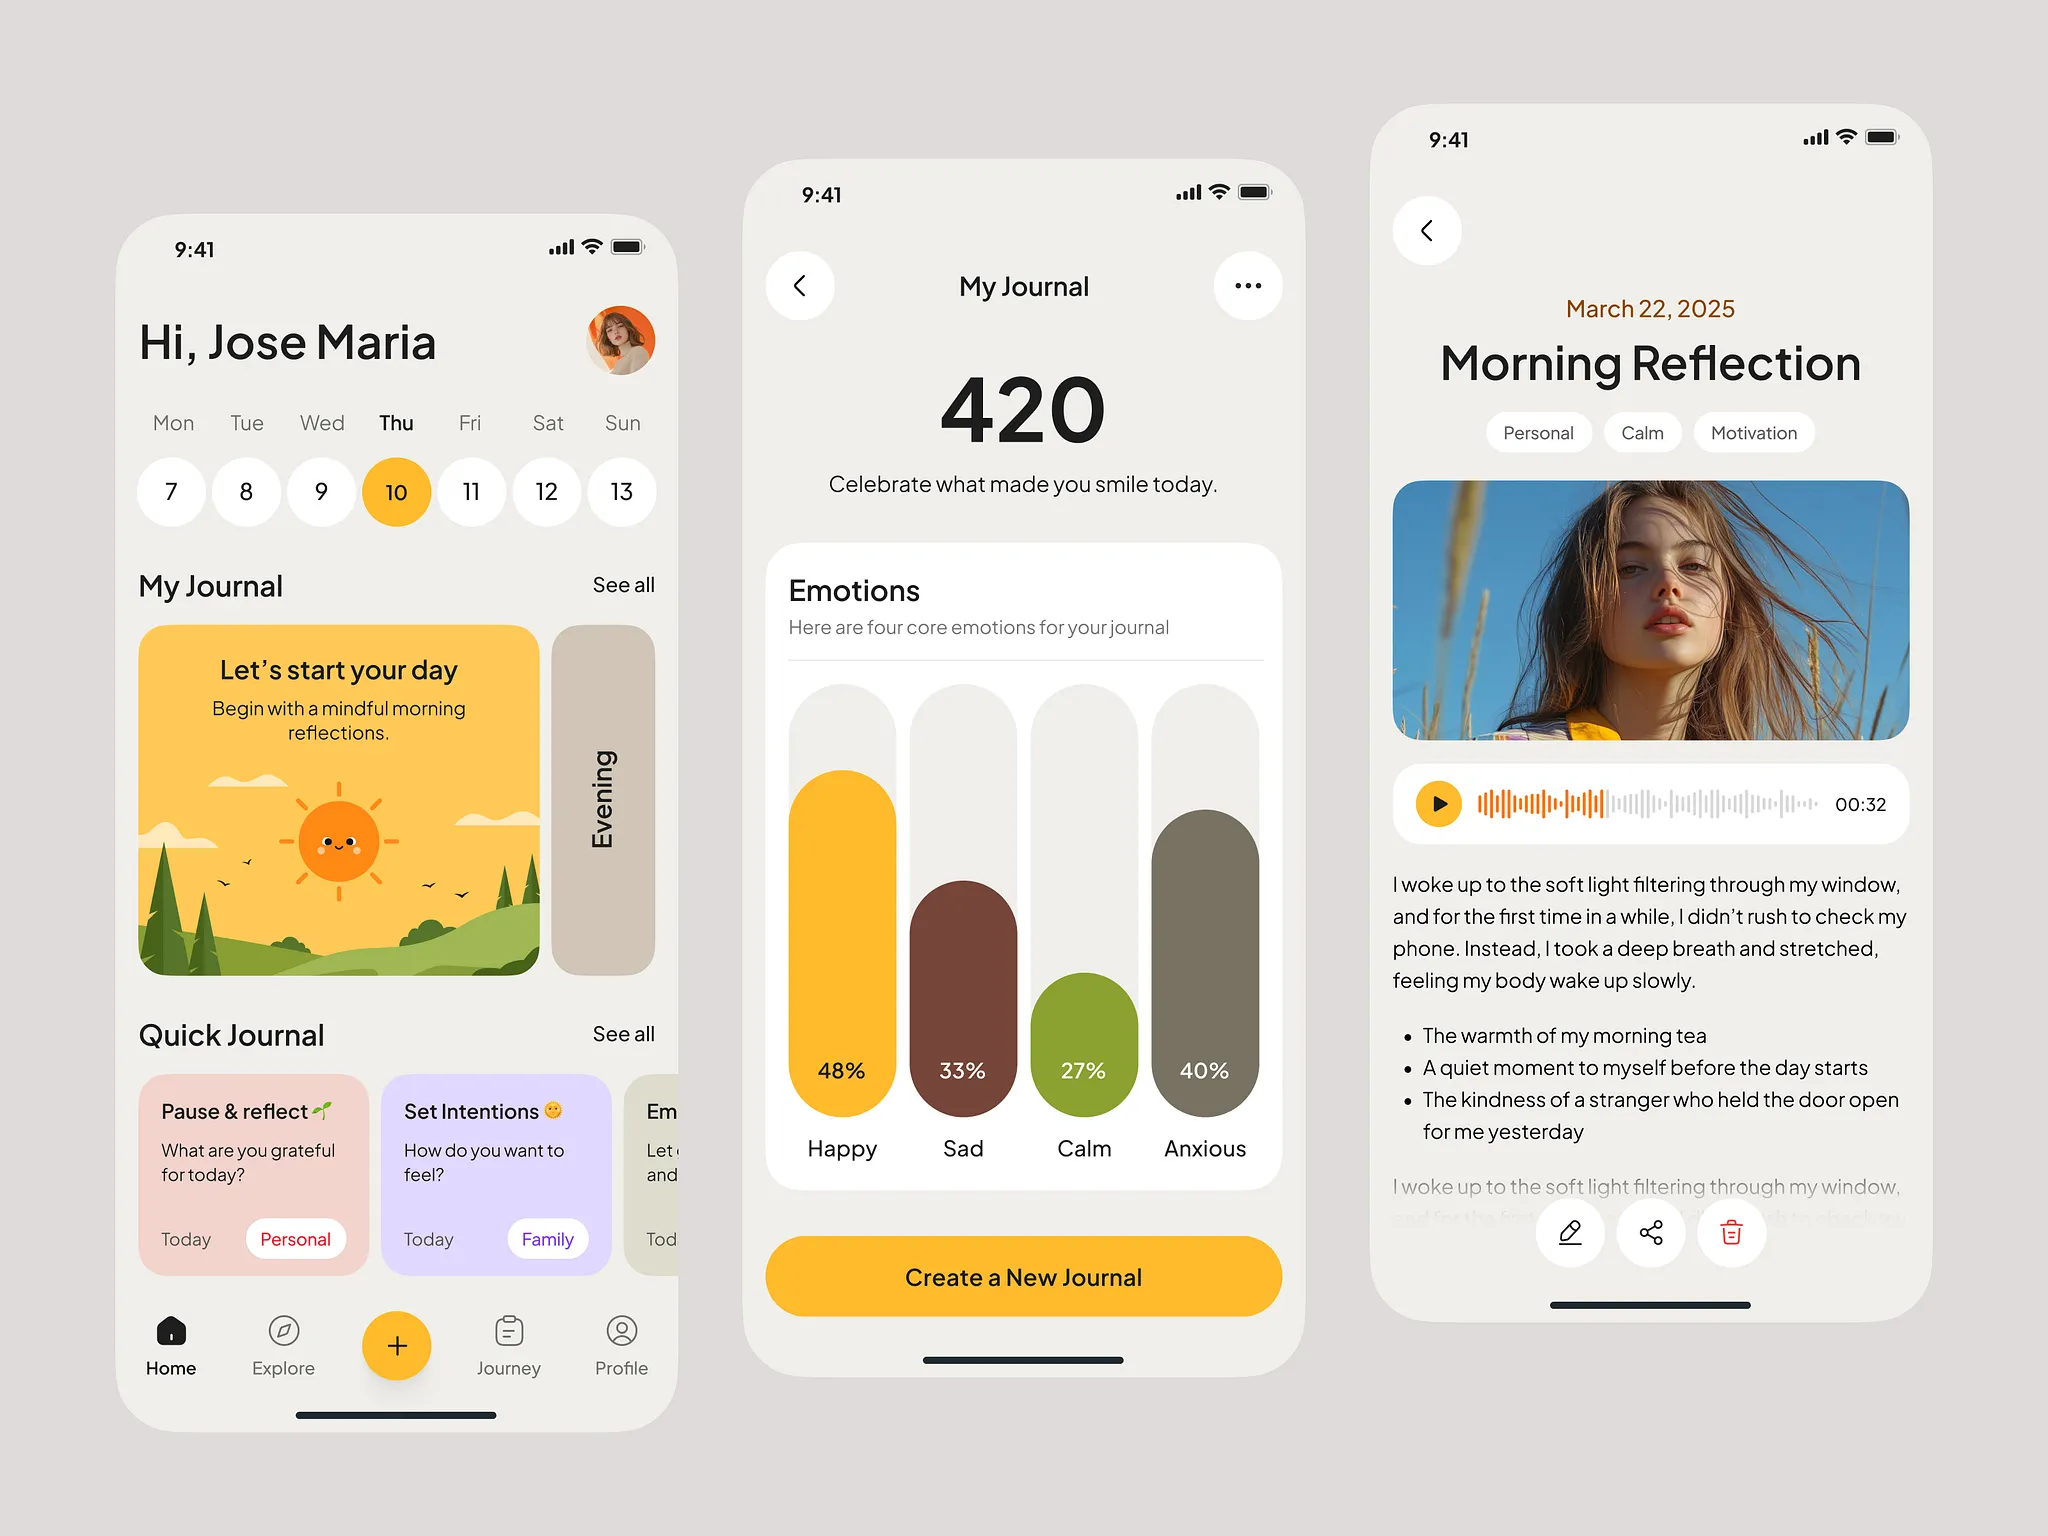 9:41
Hi, Jose Maria
Mon Tue Wed Thu Fri Sat Sun
7 8 9 10 11 12 13
My Journal See all
Let’s start your day
Begin with a mindful morning
reflections.
Evening
Quick Journal See all
Pause & reflect🌱
What are you grateful
for today?
Today Personal
Set Intentions 🌞
How do you want to
feel?
Today Family
Em
Let
and
Tod
Home Explore Journey Profile
9:41
My Journal
420
Celebrate what made you smile today.
Emotions
Here are four core emotions for your journal
48% 33% 27% 40%
Happy Sad Calm Anxious
Create a New Journal
9:41
March 22, 2025
Morning Reflection
Personal Calm Motivation
00:32
I woke up to the soft light filtering through my window,
and for the first time in a while, I didn’t rush to check my
phone. Instead, I took a deep breath and stretched,
feeling my body wake up slowly.
• The warmth of my morning tea
• A quiet moment to myself before the day starts
• The kindness of a stranger who held the door open
for me yesterday
I woke up to the soft light filtering through my window,